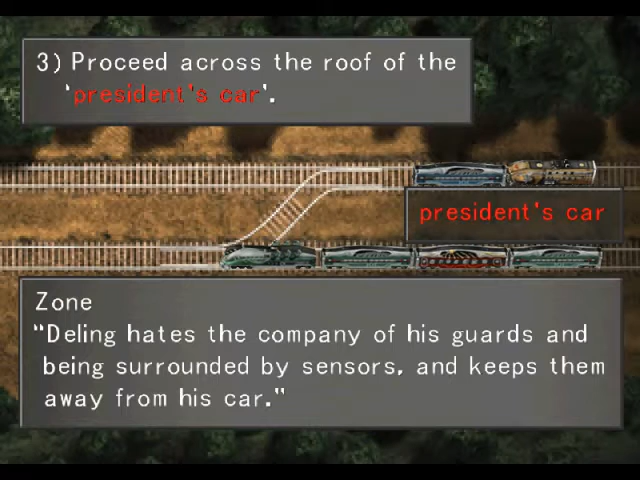 3) Proceed across the roof of the
‘president's car’.
president's car
Zone
“Deling hates the company of his guards and
being surrounded by sensors, and keeps them
away from his car.”